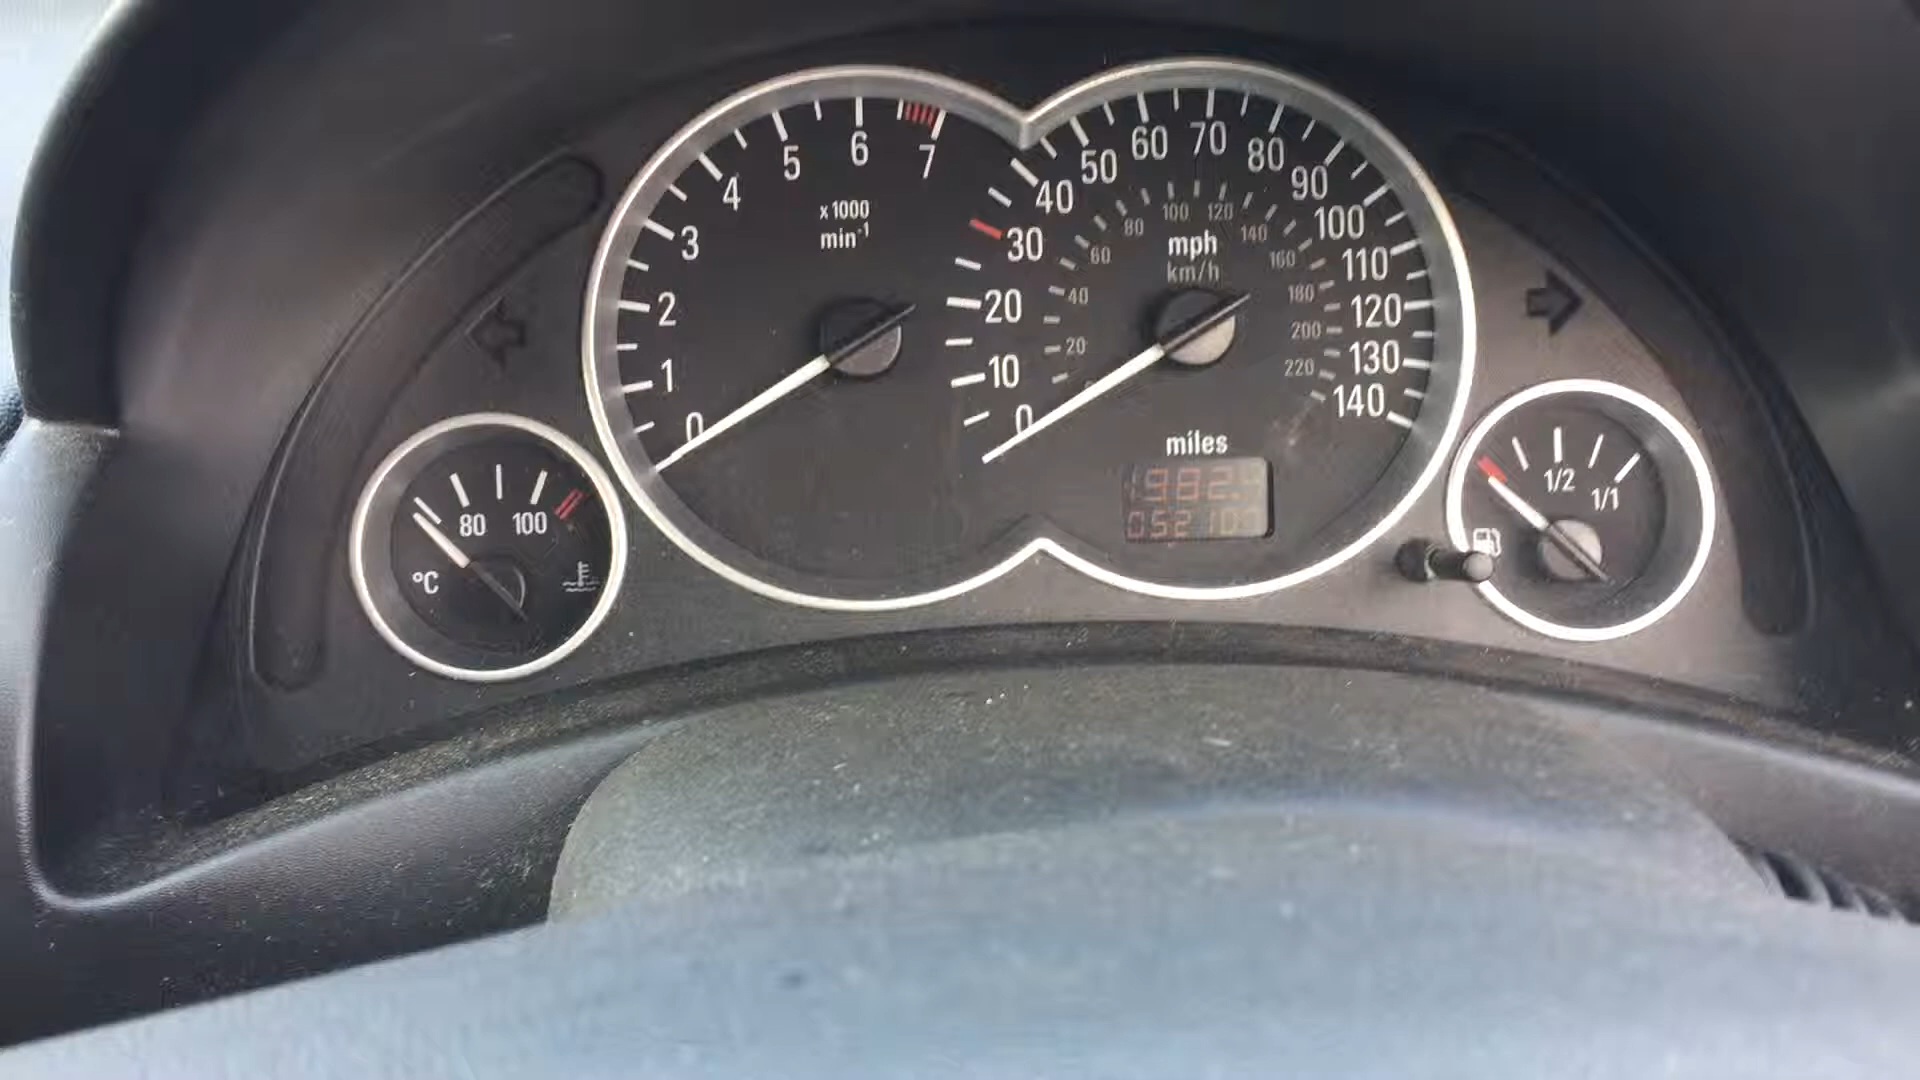 0 1 2 3 4 5 6 7
x 1000
min-1
0 10 20 30 40 50 60 70 80 90 100 110 120 130 140
20 40 60 80 100 120 140 160 180 200 220
mph
km/h
miles
°C 80 100
1/2 1/1